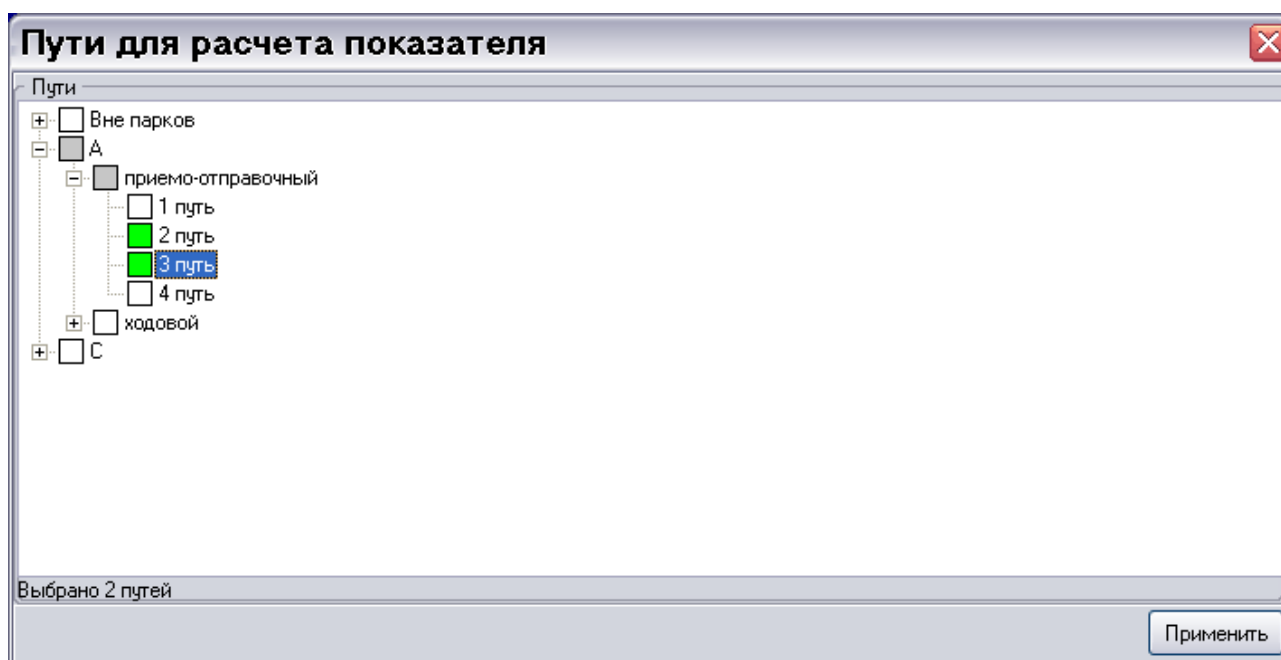 Пути для расчета показателя
Пути
Вне парков
А
приемо-отправочный
1 путь
2 путь
3 путь
4 путь
ходовой
С
Выбрано 2 путей
Применить